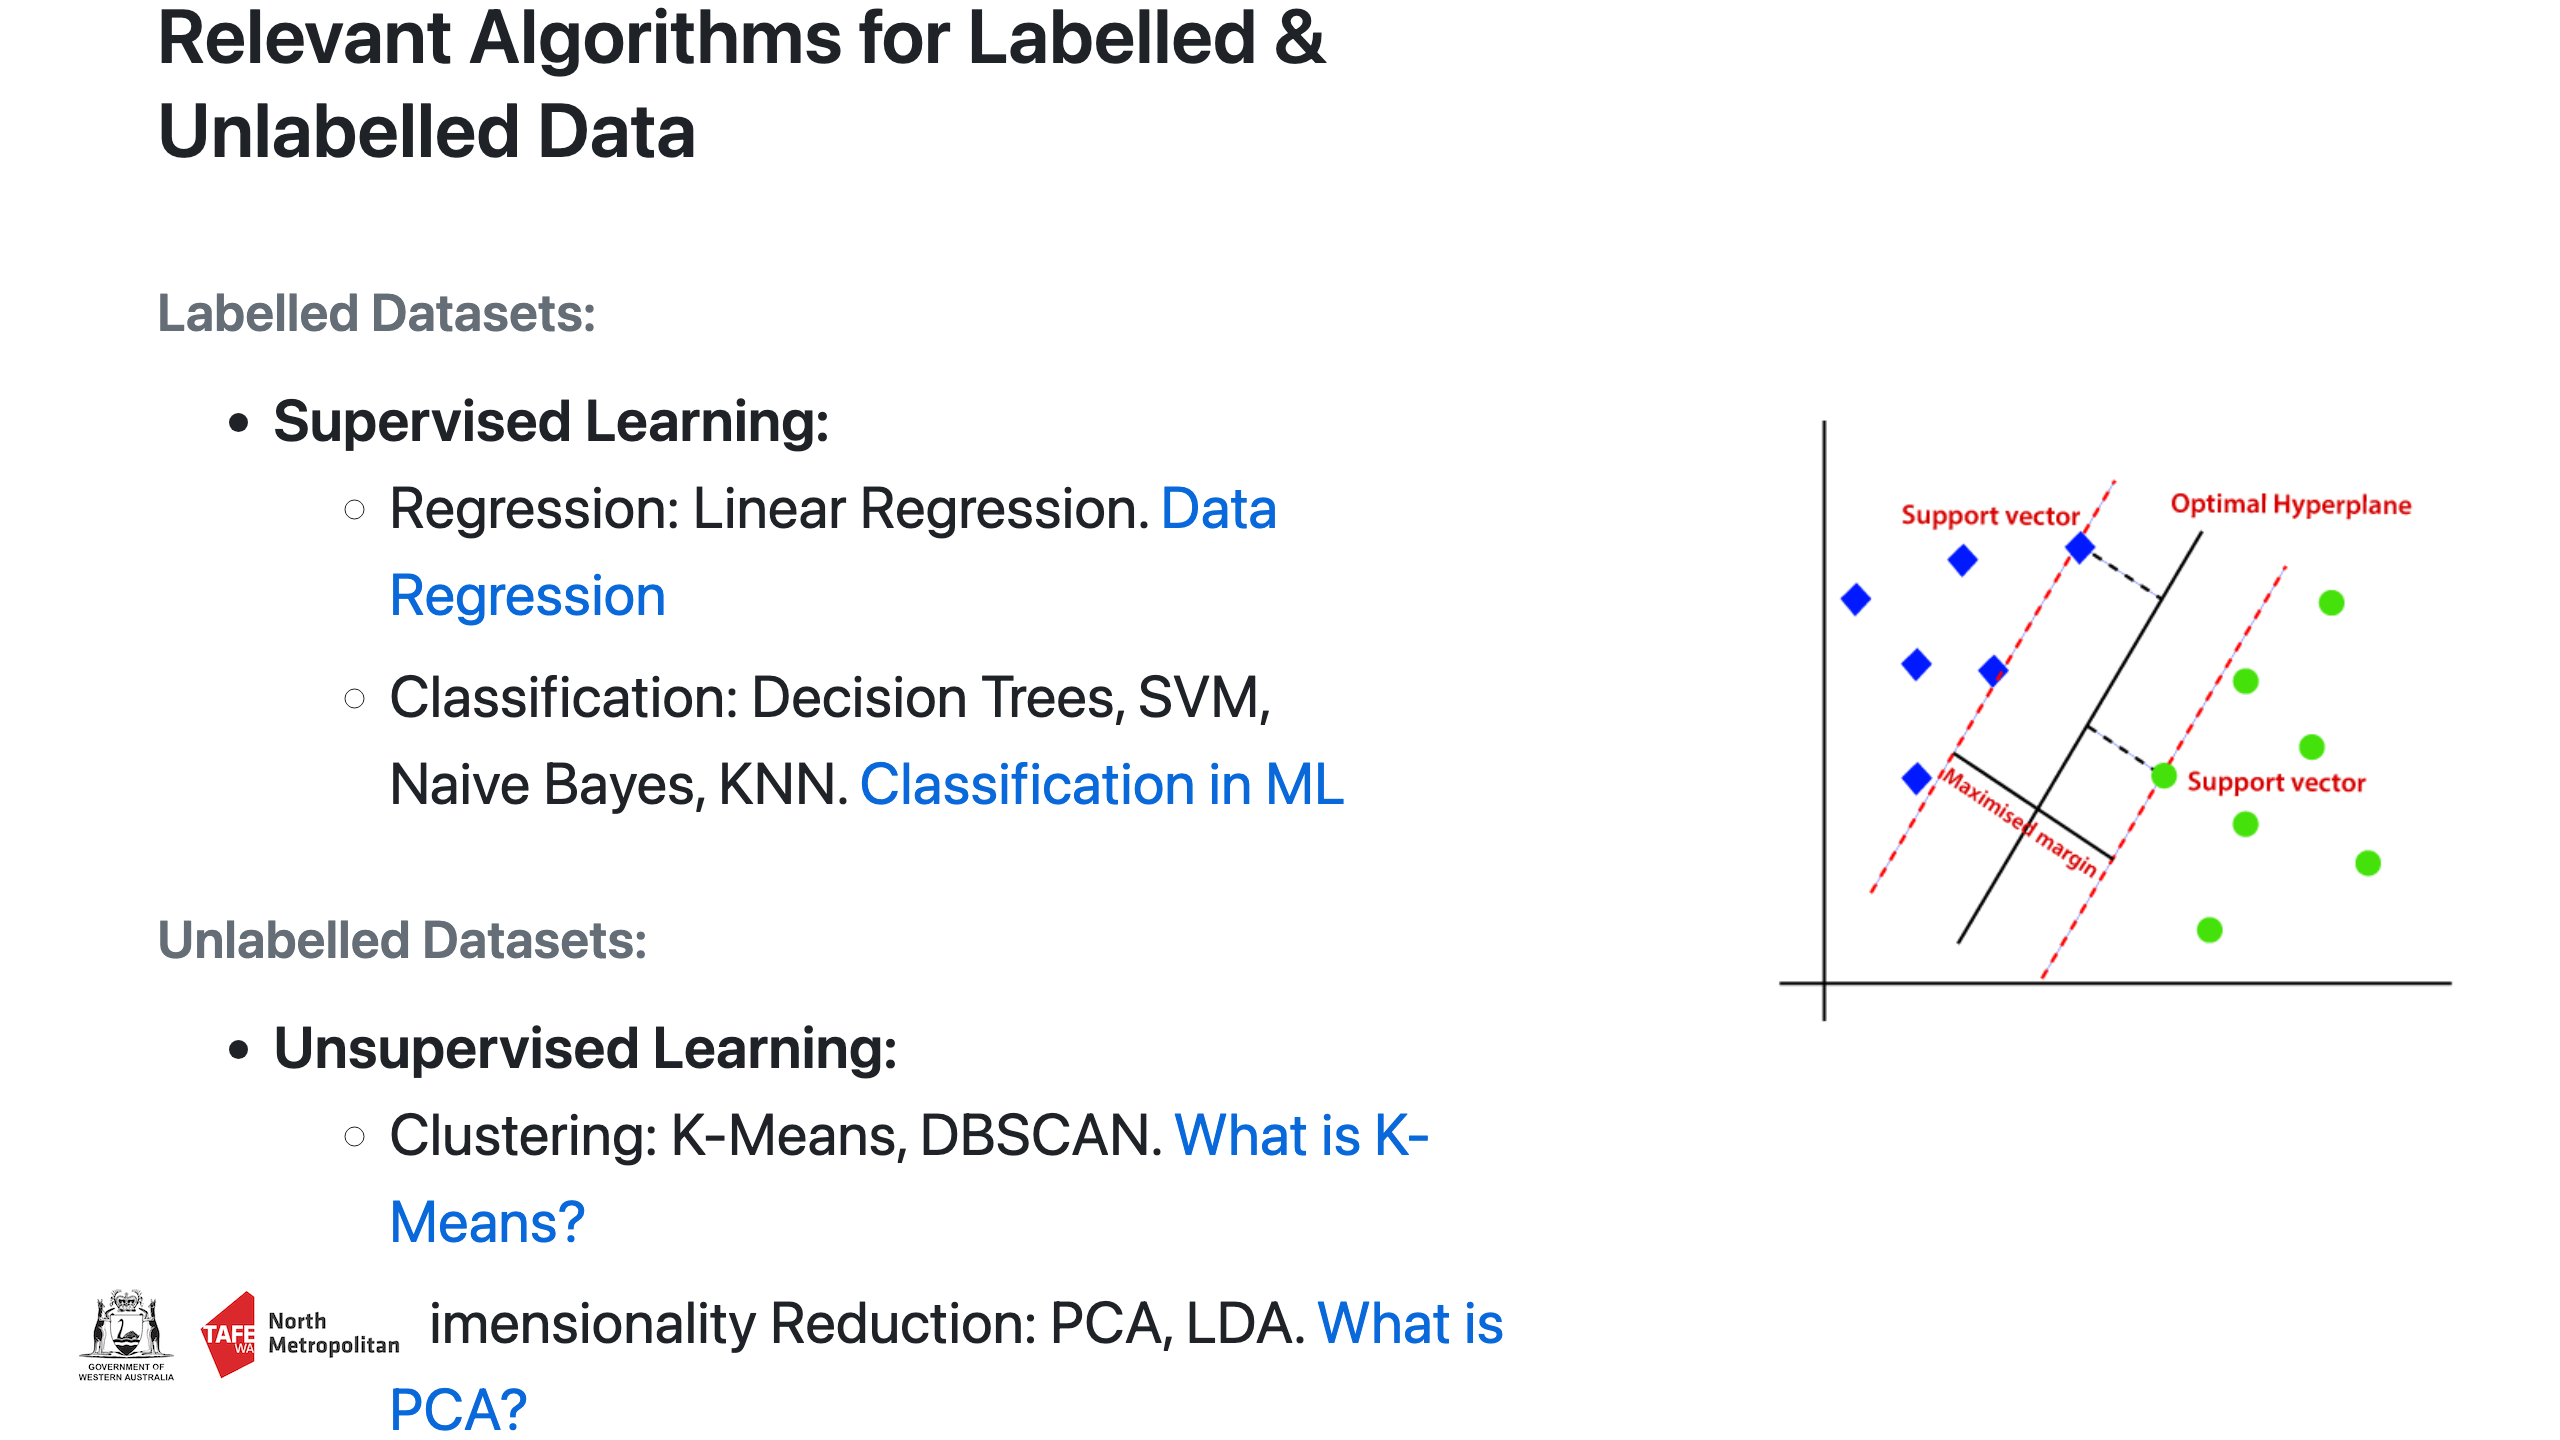 Relevant Algorithms for Labelled &
Unlabelled Data
Labelled Datasets:
Supervised Learning:
Regression: Linear Regression. Data
Regression
Classification: Decision Trees, SVM,
Naive Bayes, KNN. Classification in ML
Unlabelled Datasets:
Unsupervised Learning:
Clustering: K-Means, DBSCAN. What is K-
Means?
imensionality Reduction: PCA, LDA. What is
PCA?
Support vector
Optimal Hyperplane
Maximised margin
Support vector
GOVERNMENT OF
WESTERN AUSTRALIA
TAFE
WA
North
Metropolitan